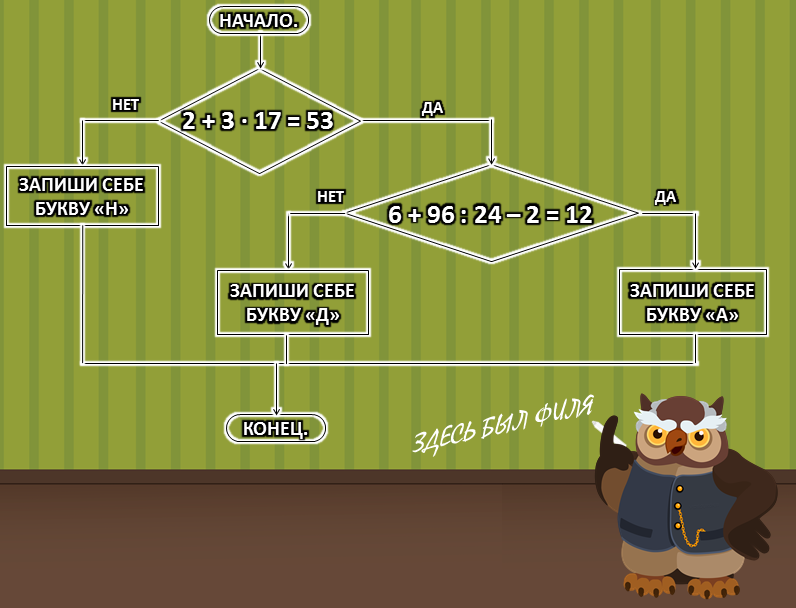 НАЧАЛО.
НЕТ
2 + 3 · 17 = 53
ДА
ЗАПИШИ СЕБЕ
БУКВУ «Н»
НЕТ
6 + 96 : 24 – 2 = 12
ДА
ЗАПИШИ СЕБЕ
БУКВУ «Д»
ЗАПИШИ СЕБЕ
БУКВУ «А»
КОНЕЦ.
ЗДЕСЬ БЫЛ ФИЛЯ